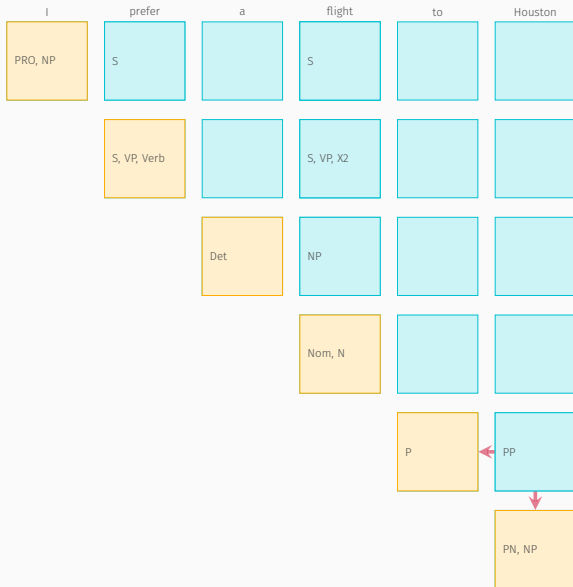 I prefer a flight to Houston
PRO, NP S S
S, VP, Verb S, VP, X2
Det NP
Nom, N
P PP
PN, NP